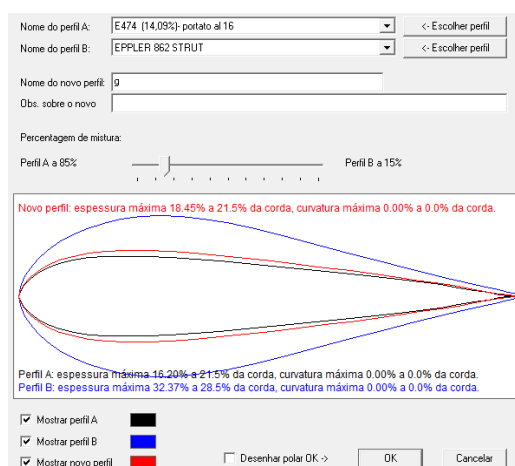 Nome do perfil A: E474 (14,09%)- portato al 16 <- Escolher perfil
Nome do perfil B: EPPLER 862 STRUT <- Escolher perfil
Nome do novo perfil: g
Obs. sobre o novo
Percentagem de mistura:
Perfil A a 85% Perfil B a 15%
Novo perfil: espessura máxima 18.45% a 21.5% da corda, curvatura máxima 0.00% a 0.0% da corda.
Perfil A: espessura máxima 16.20% a 21.5% da corda, curvatura máxima 0.00% a 0.0% da corda.
Perfil B: espessura máxima 32.37% a 28.5% da corda, curvatura máxima 0.00% a 0.0% da corda.
Mostrar perfil A
Mostrar perfil B
Mostrar novo perfil Desenhar polar OK -> OK Cancelar